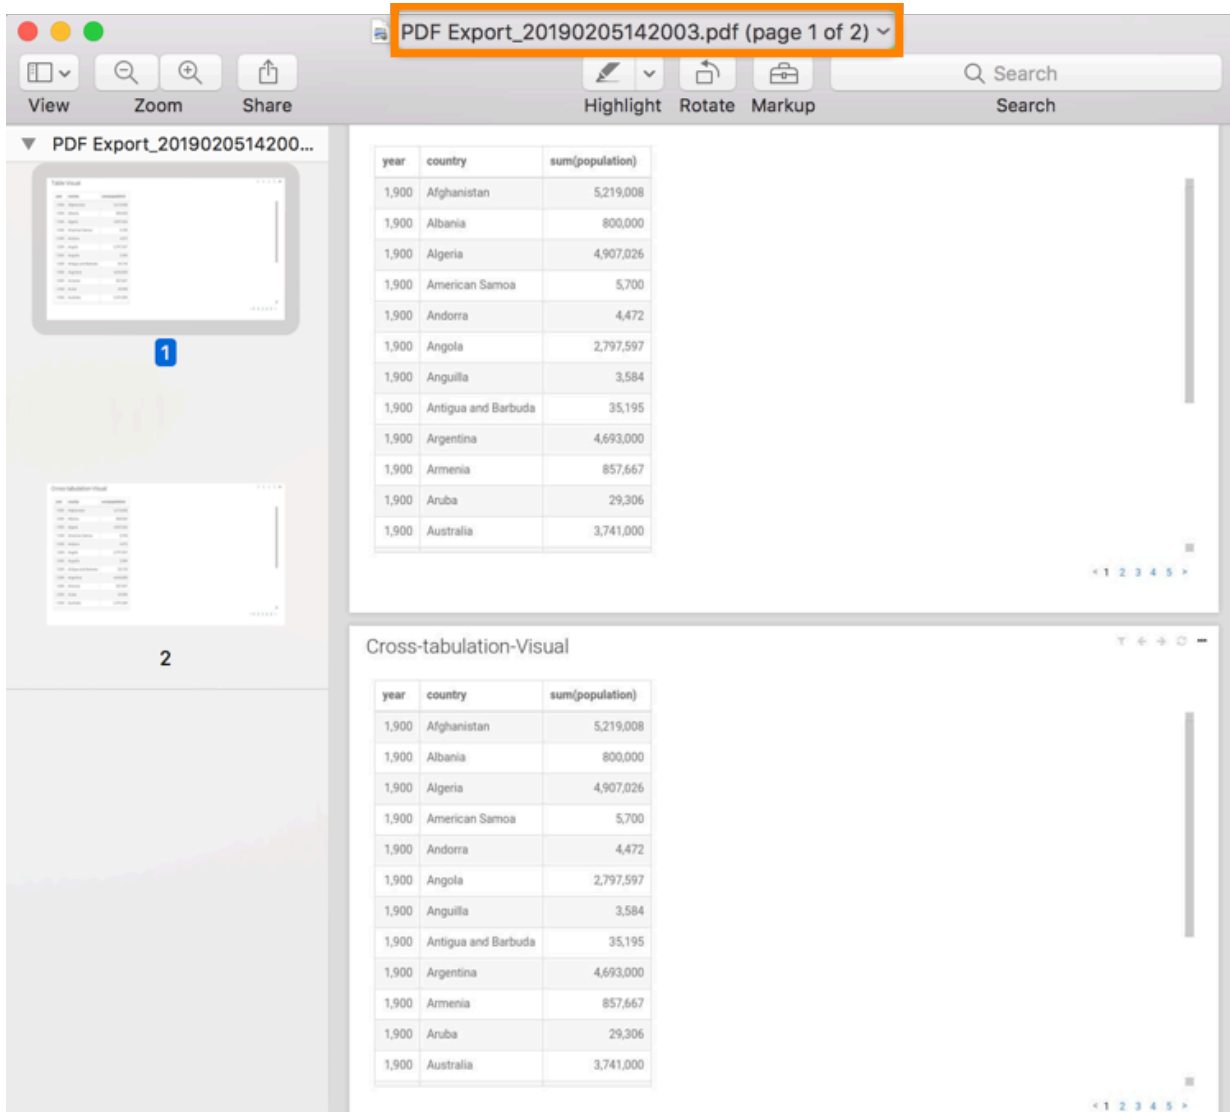 PDF Export_20190205142003.pdf (page 1 of 2)
Search
View Zoom Share Highlight Rotate Markup Search
PDF Export_2019020514200...
Table-Visual
1
Cross-tabulation-Visual
2
year country sum(population)
1,900 Afghanistan 5,219,008
1,900 Albania 800,000
1,900 Algeria 4,907,026
1,900 American Samoa 5,700
1,900 Andorra 4,472
1,900 Angola 2,797,597
1,900 Anguilla 3,584
1,900 Antigua and Barbuda 35,195
1,900 Argentina 4,693,000
1,900 Armenia 857,667
1,900 Aruba 29,306
1,900 Australia 3,741,000
< 1 2 3 4 5 >
Cross-tabulation-Visual
year country sum(population)
1,900 Afghanistan 5,219,008
1,900 Albania 800,000
1,900 Algeria 4,907,026
1,900 American Samoa 5,700
1,900 Andorra 4,472
1,900 Angola 2,797,597
1,900 Anguilla 3,584
1,900 Antigua and Barbuda 35,195
1,900 Argentina 4,693,000
1,900 Armenia 857,667
1,900 Aruba 29,306
1,900 Australia 3,741,000
< 1 2 3 4 5 >